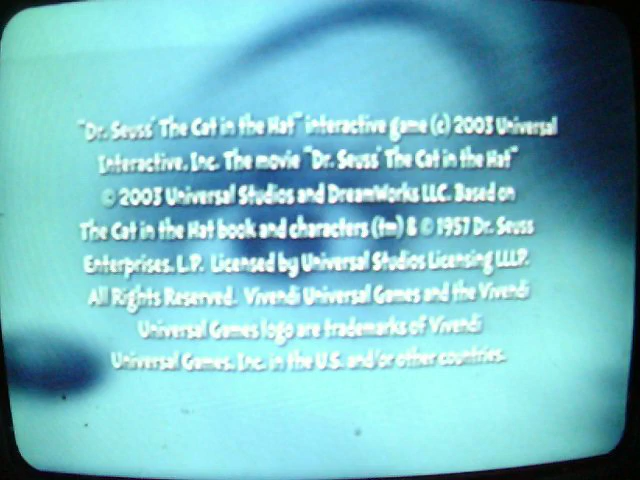 "Dr. Seuss' The Cat in the Hat" interactive game (c) 2003 Universal
Interactive, Inc. The movie "Dr. Seuss' The Cat in the Hat"
© 2003 Universal Studios and DreamWorks LLC. Based on
The Cat in the Hat book and characters (tm) & © 1957 Dr. Seuss
Enterprises, L.P. Licensed by Universal Studios Licensing LLLP.
All Rights Reserved. Vivendi Universal Games and the Vivendi
Universal Games logo are trademarks of Vivendi
Universal Games, Inc. in the U.S. and/or other countries.